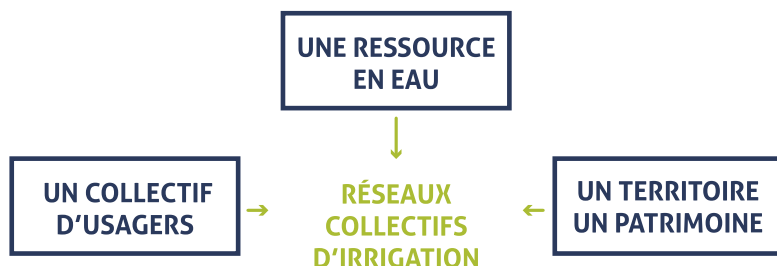 UNE RESSOURCE
EN EAU
UN COLLECTIF
D'USAGERS
RÉSEAUX
COLLECTIFS
D'IRRIGATION
UN TERRITOIRE
UN PATRIMOINE